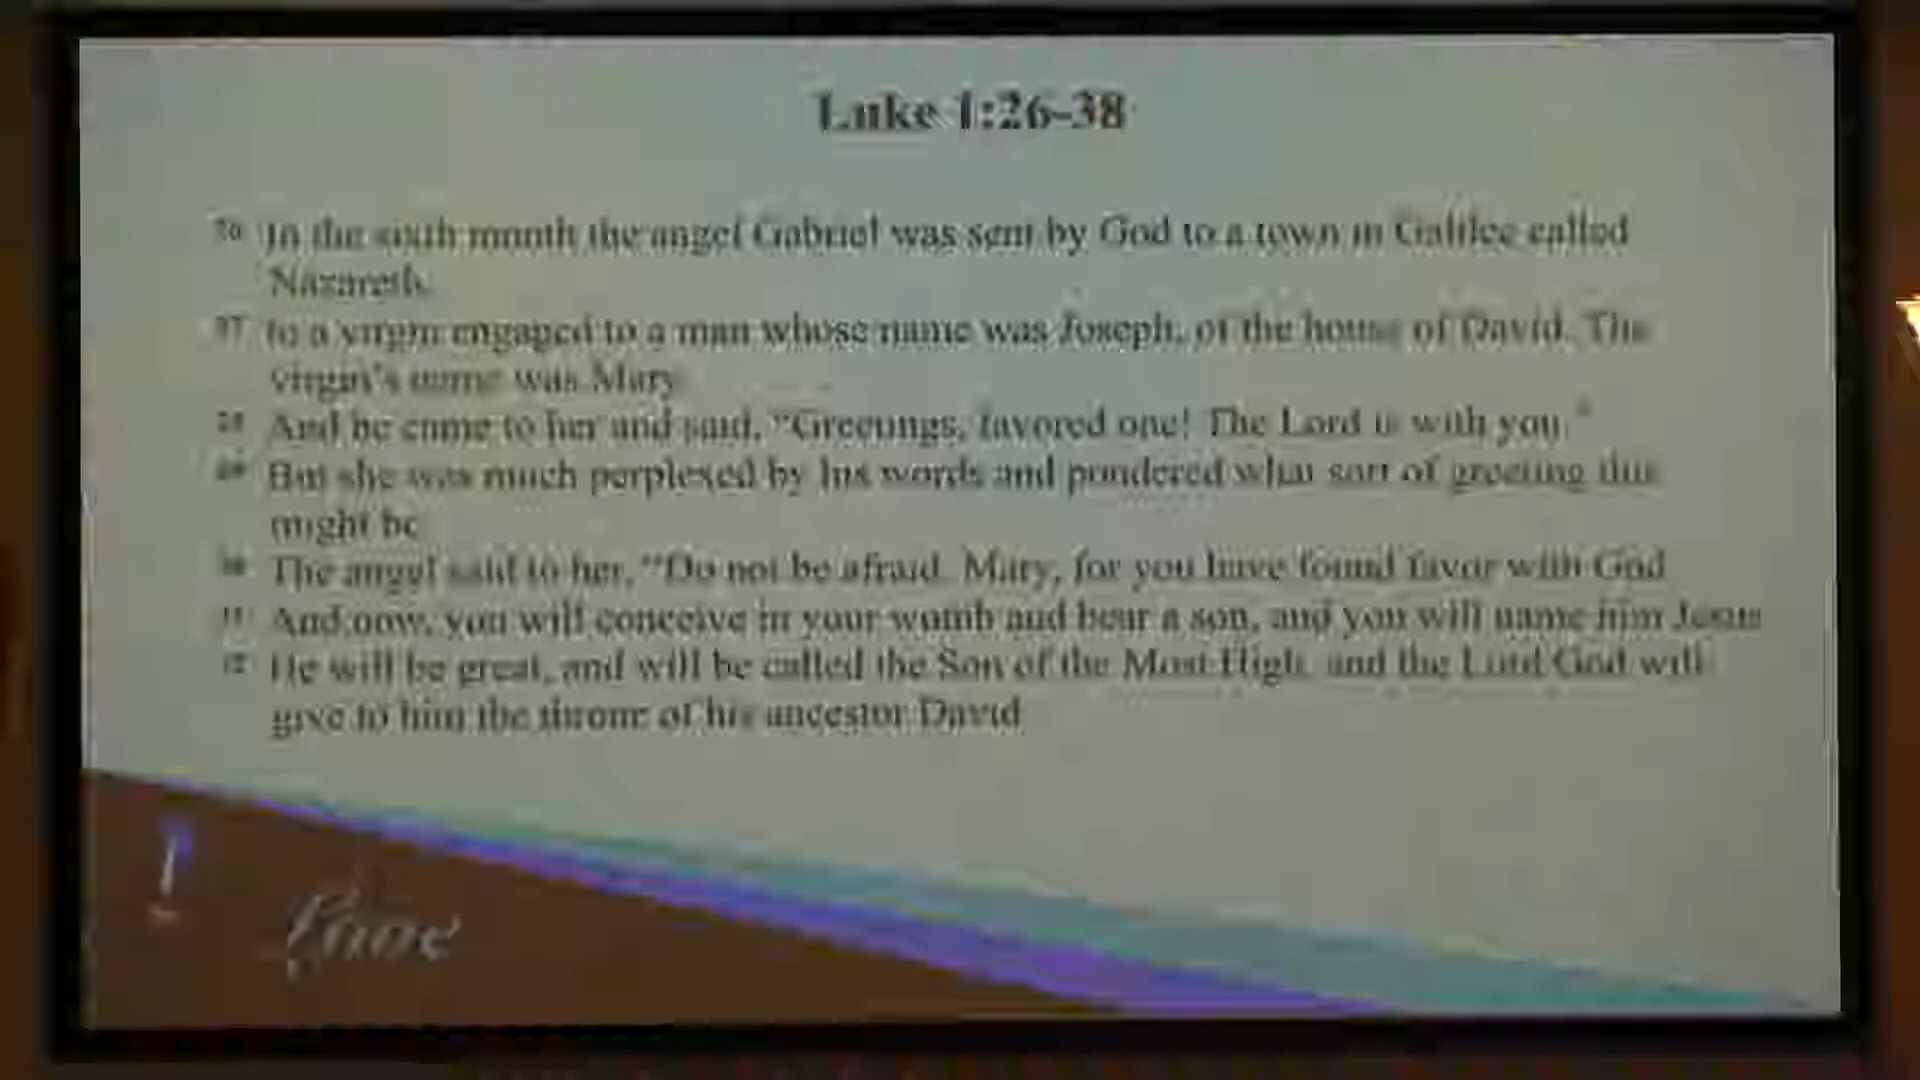 Luke 1:26-38
26 In the sixth month the angel Gabriel was sent by God to a town in Galilee called
Nazareth.
27 to a virgin engaged to a man whose name was Joseph, of the house of David. The
virgin's name was Mary
28 And he came to her and said, "Greetings, favored one! The Lord is with you."
29 But she was much perplexed by his words and pondered what sort of greeting this
might be
30 The angel said to her, "Do not be afraid, Mary, for you have found favor with God
31 And now, you will conceive in your womb and bear a son, and you will name him Jesus
32 He will be great, and will be called the Son of the Most High, and the Lord God will
give to him the throne of his ancestor David